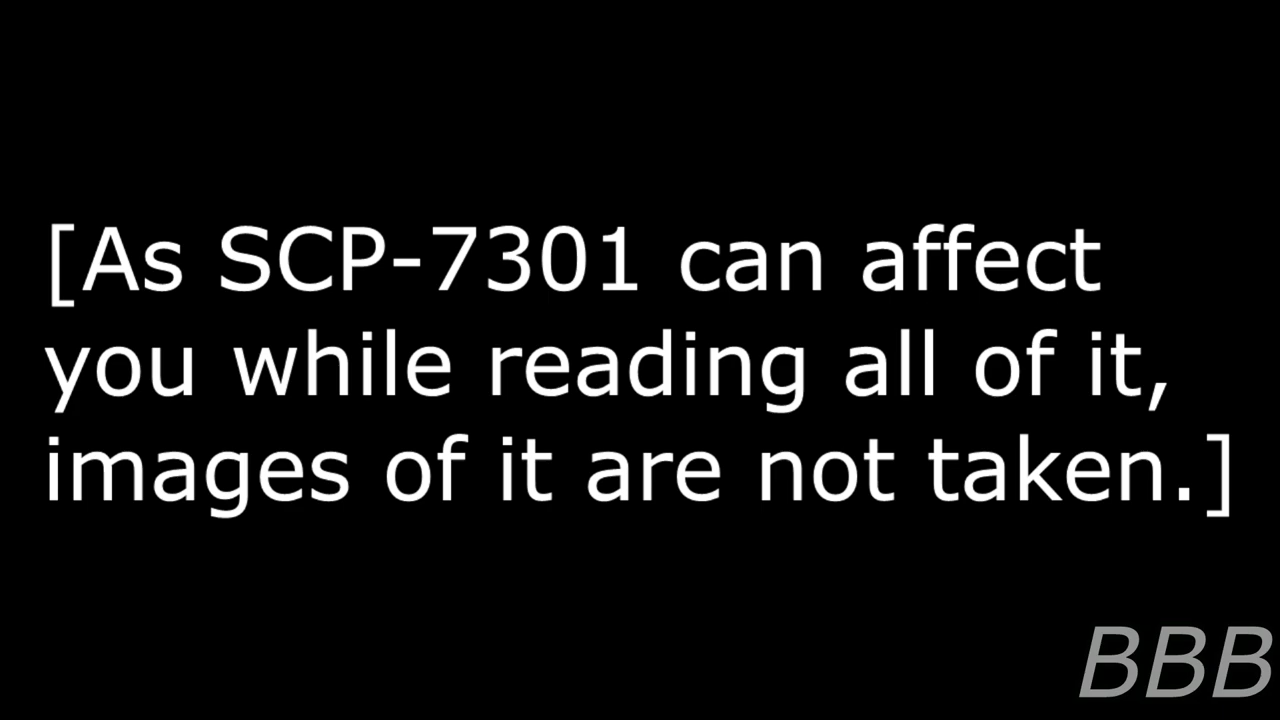 [As SCP-7301 can affect
you while reading all of it,
images of it are not taken.]
BBB